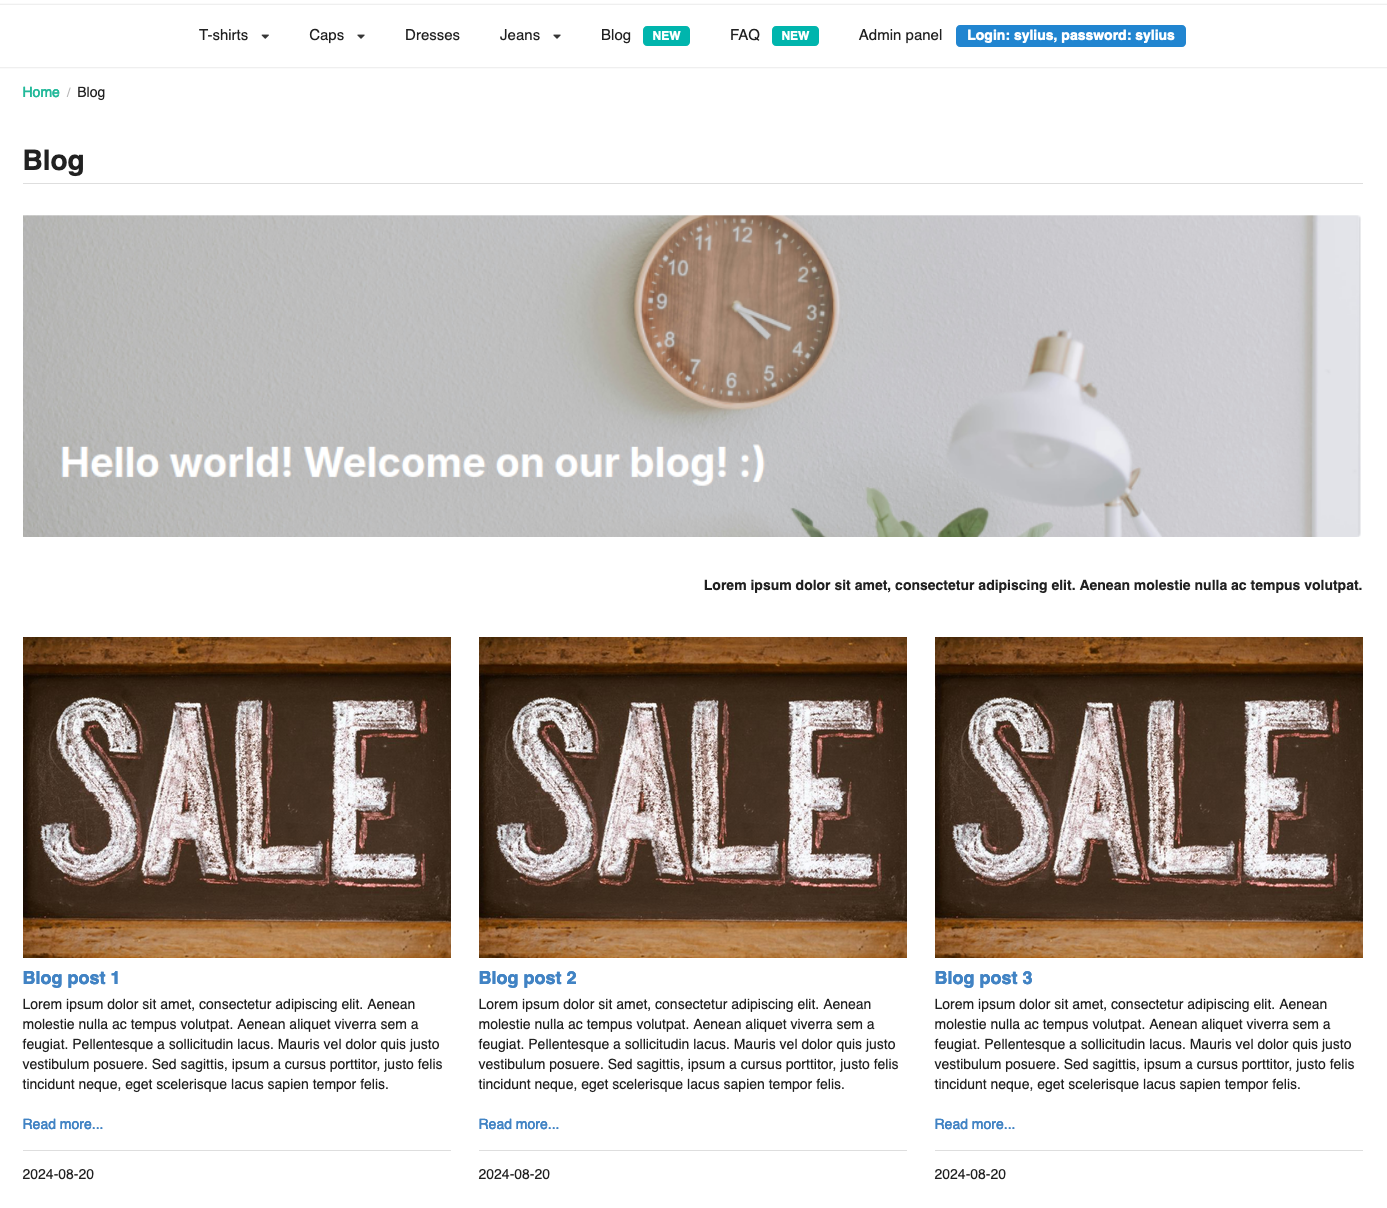 T-shirts Caps Dresses Jeans Blog NEW FAQ NEW Admin panel Login: sylius, password: sylius
Home / Blog
Blog
12
11
1
10
2
9
3
8
4
7
5
6
Hello world! Welcome on our blog! :)
Lorem ipsum dolor sit amet, consectetur adipiscing elit. Aenean molestie nulla ac tempus volutpat.
SALE
Blog post 1
Lorem ipsum dolor sit amet, consectetur adipiscing elit. Aenean
molestie nulla ac tempus volutpat. Aenean aliquet viverra sem a
feugiat. Pellentesque a sollicitudin lacus. Mauris vel dolor quis justo
vestibulum posuere. Sed sagittis, ipsum a cursus porttitor, justo felis
tincidunt neque, eget scelerisque lacus sapien tempor felis.
Read more...
2024-08-20
SALE
Blog post 2
Lorem ipsum dolor sit amet, consectetur adipiscing elit. Aenean
molestie nulla ac tempus volutpat. Aenean aliquet viverra sem a
feugiat. Pellentesque a sollicitudin lacus. Mauris vel dolor quis justo
vestibulum posuere. Sed sagittis, ipsum a cursus porttitor, justo felis
tincidunt neque, eget scelerisque lacus sapien tempor felis.
Read more...
2024-08-20
SALE
Blog post 3
Lorem ipsum dolor sit amet, consectetur adipiscing elit. Aenean
molestie nulla ac tempus volutpat. Aenean aliquet viverra sem a
feugiat. Pellentesque a sollicitudin lacus. Mauris vel dolor quis justo
vestibulum posuere. Sed sagittis, ipsum a cursus porttitor, justo felis
tincidunt neque, eget scelerisque lacus sapien tempor felis.
Read more...
2024-08-20